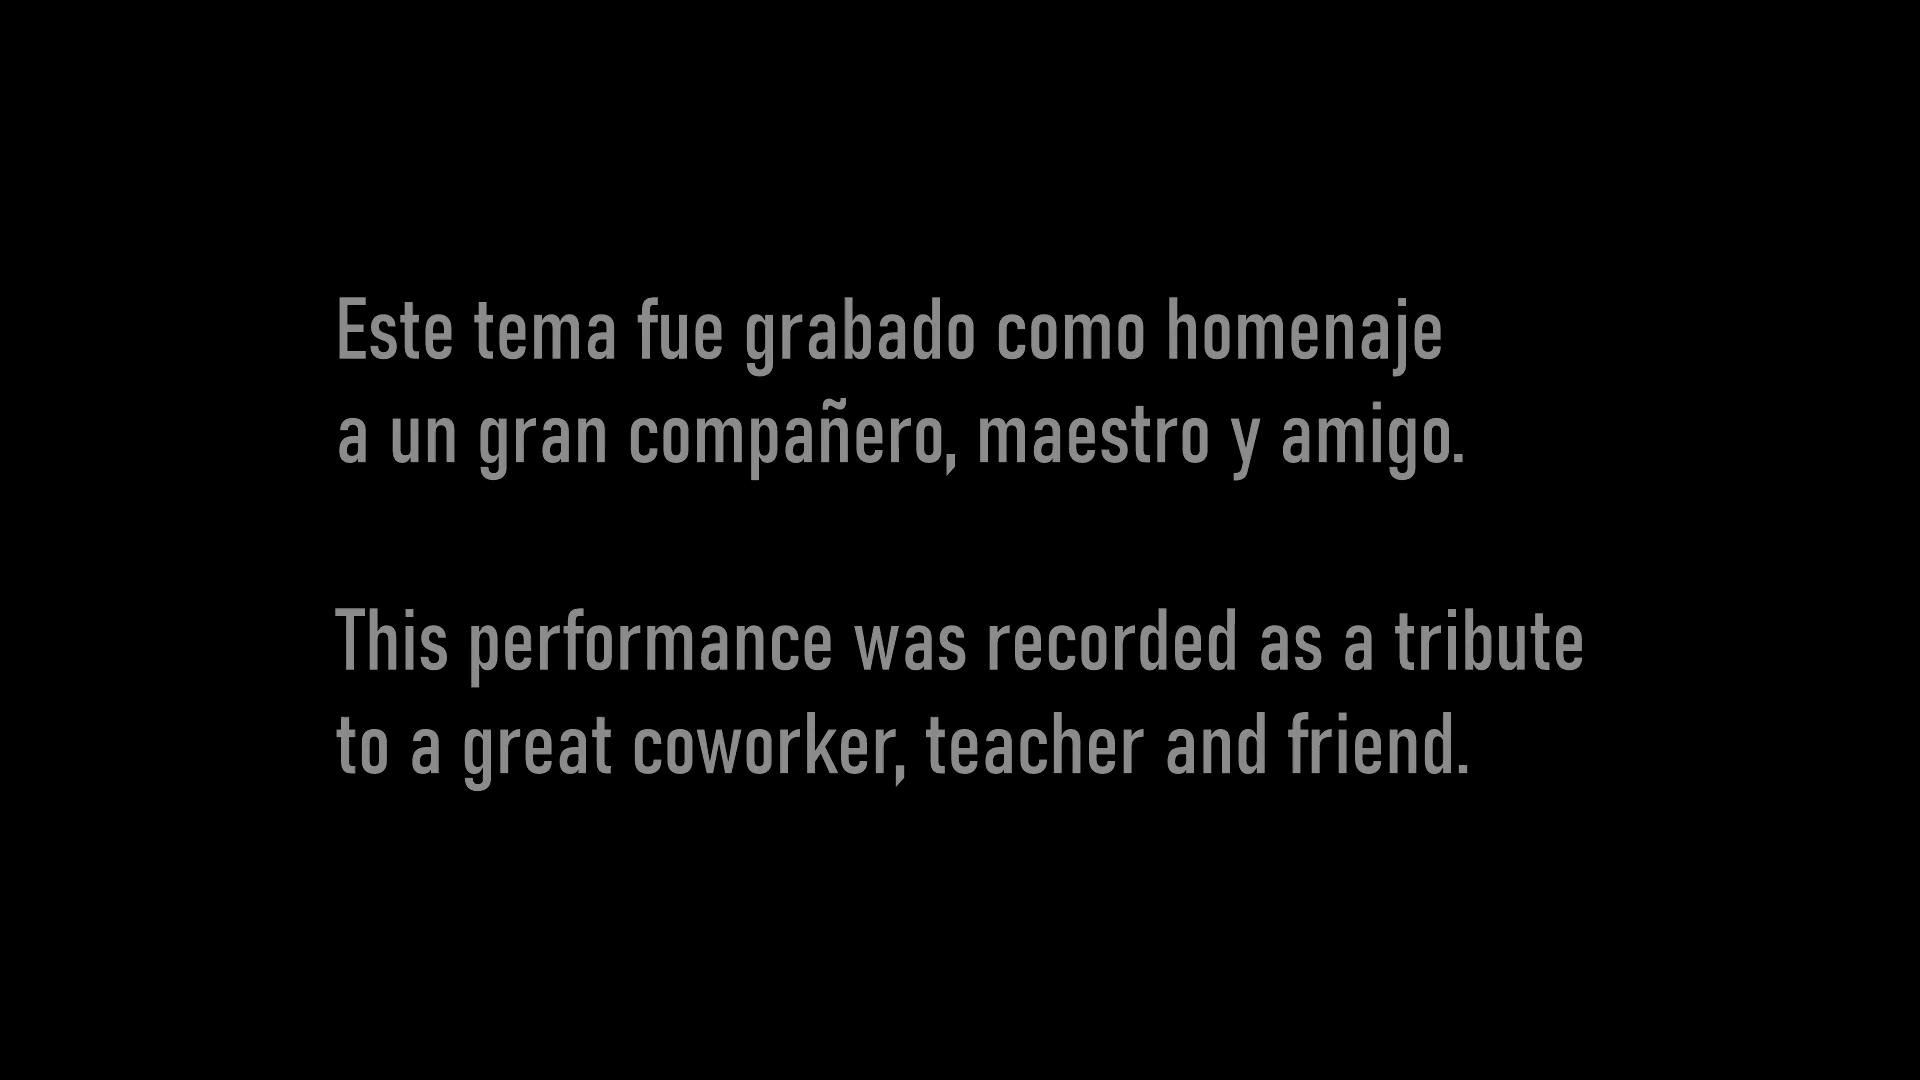 Este tema fue grabado como homenaje
a un gran compañero, maestro y amigo.
This performance was recorded as a tribute
to a great coworker, teacher and friend.